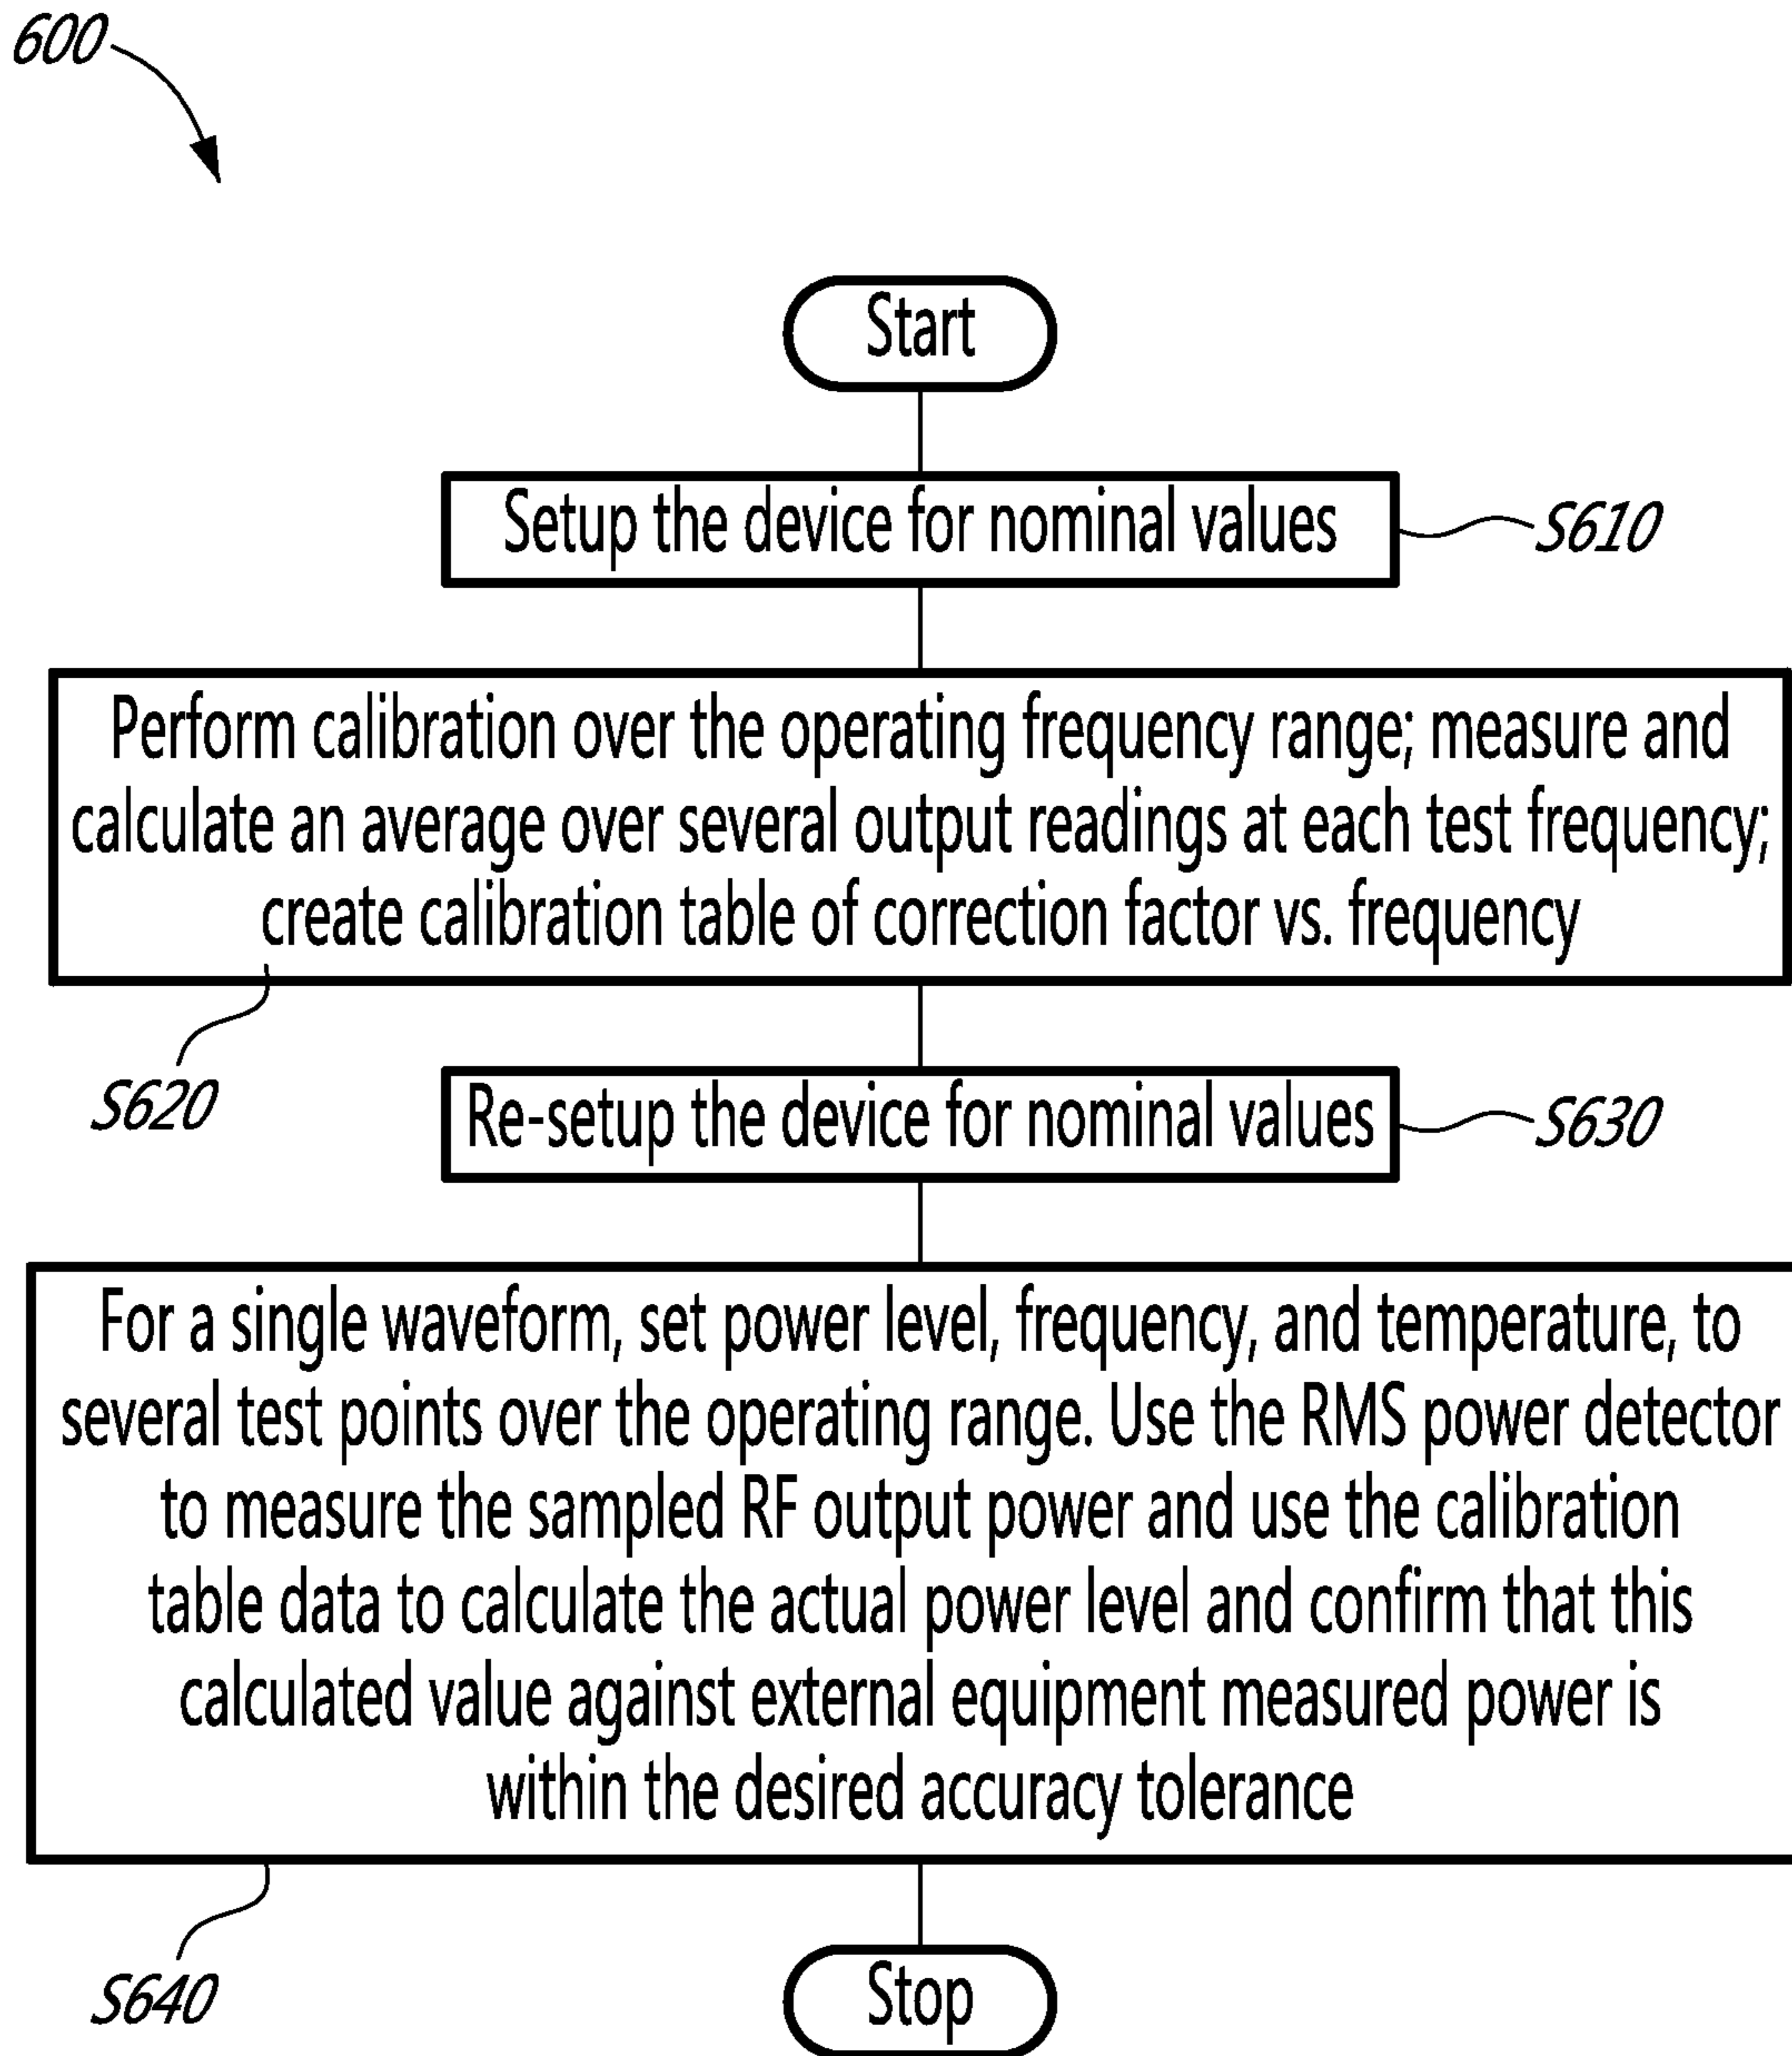 600
Start
Setup the device for nominal values
S610
Perform calibration over the operating frequency range; measure and
calculate an average over several output readings at each test frequency;
create calibration table of correction factor vs. frequency
S620
Re-setup the device for nominal values
S630
For a single waveform, set power level, frequency, and temperature, to
several test points over the operating range. Use the RMS power detector
to measure the sampled RF output power and use the calibration
table data to calculate the actual power level and confirm that this
calculated value against external equipment measured power is
within the desired accuracy tolerance
S640
Stop